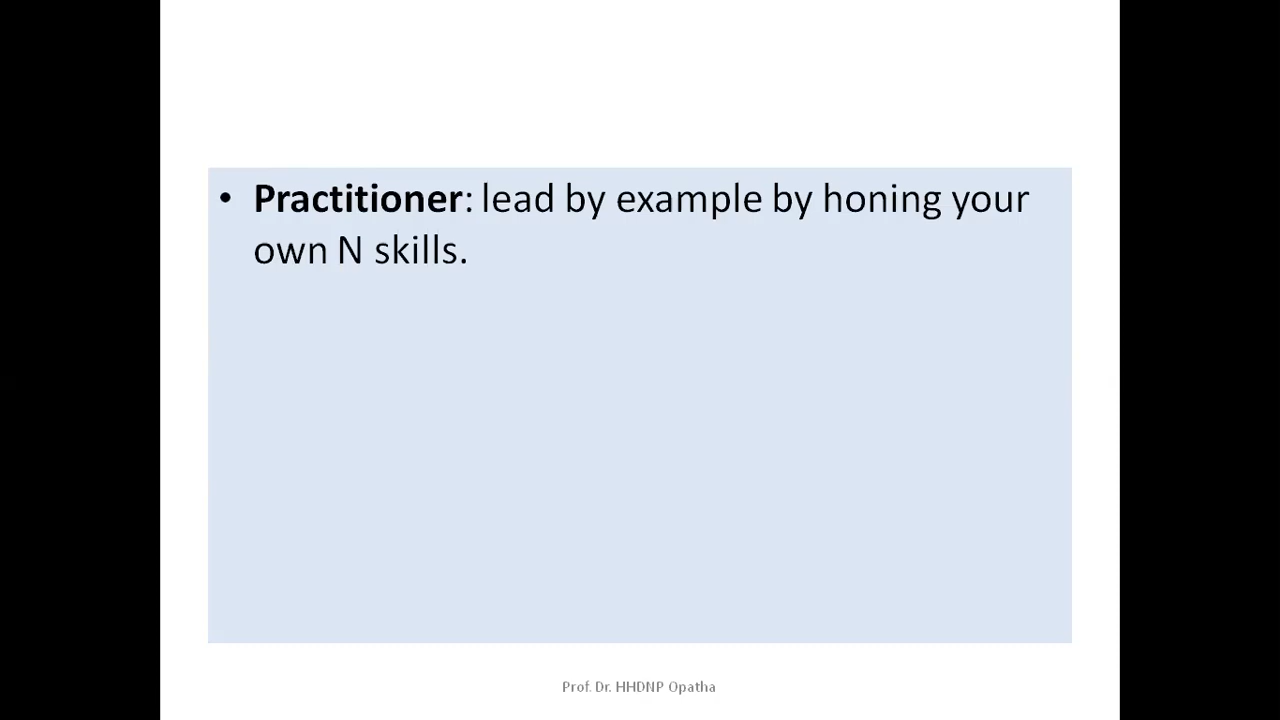 • Practitioner: lead by example by honing your
own N skills.
Prof. Dr. HHDNP Opatha